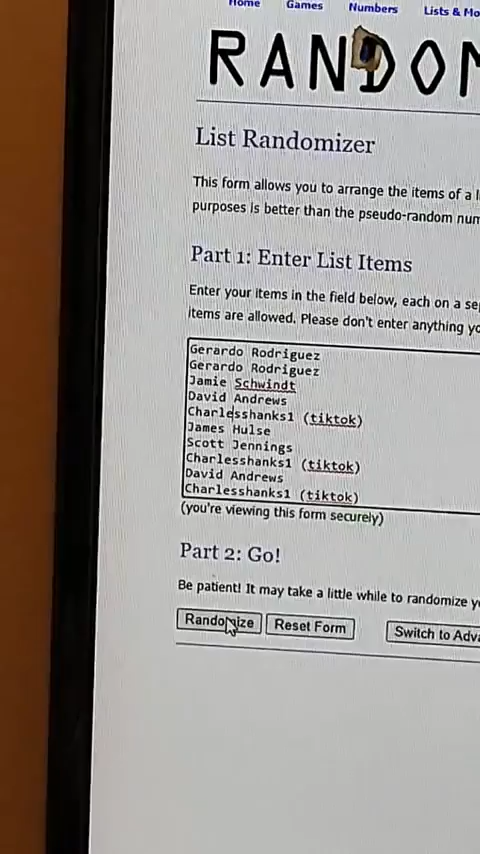 Home Games Numbers Lists & Mo
RANDOM
List Randomizer
This form allows you to arrange the items of a l
purposes is better than the pseudo-random num
Part 1: Enter List Items
Enter your items in the field below, each on a se
items are allowed. Please don't enter anything yo
Gerardo Rodriguez
Gerardo Rodriguez
Jamie Schwindt
David Andrews
Charlesshanks1 (tiktok)
James Hulse
Scott Jennings
Charlesshanks1 (tiktok)
David Andrews
Charlesshanks1 (tiktok)
(you're viewing this form securely)
Part 2: Go!
Be patient! It may take a little while to randomize y
Randomize Reset Form Switch to Adva